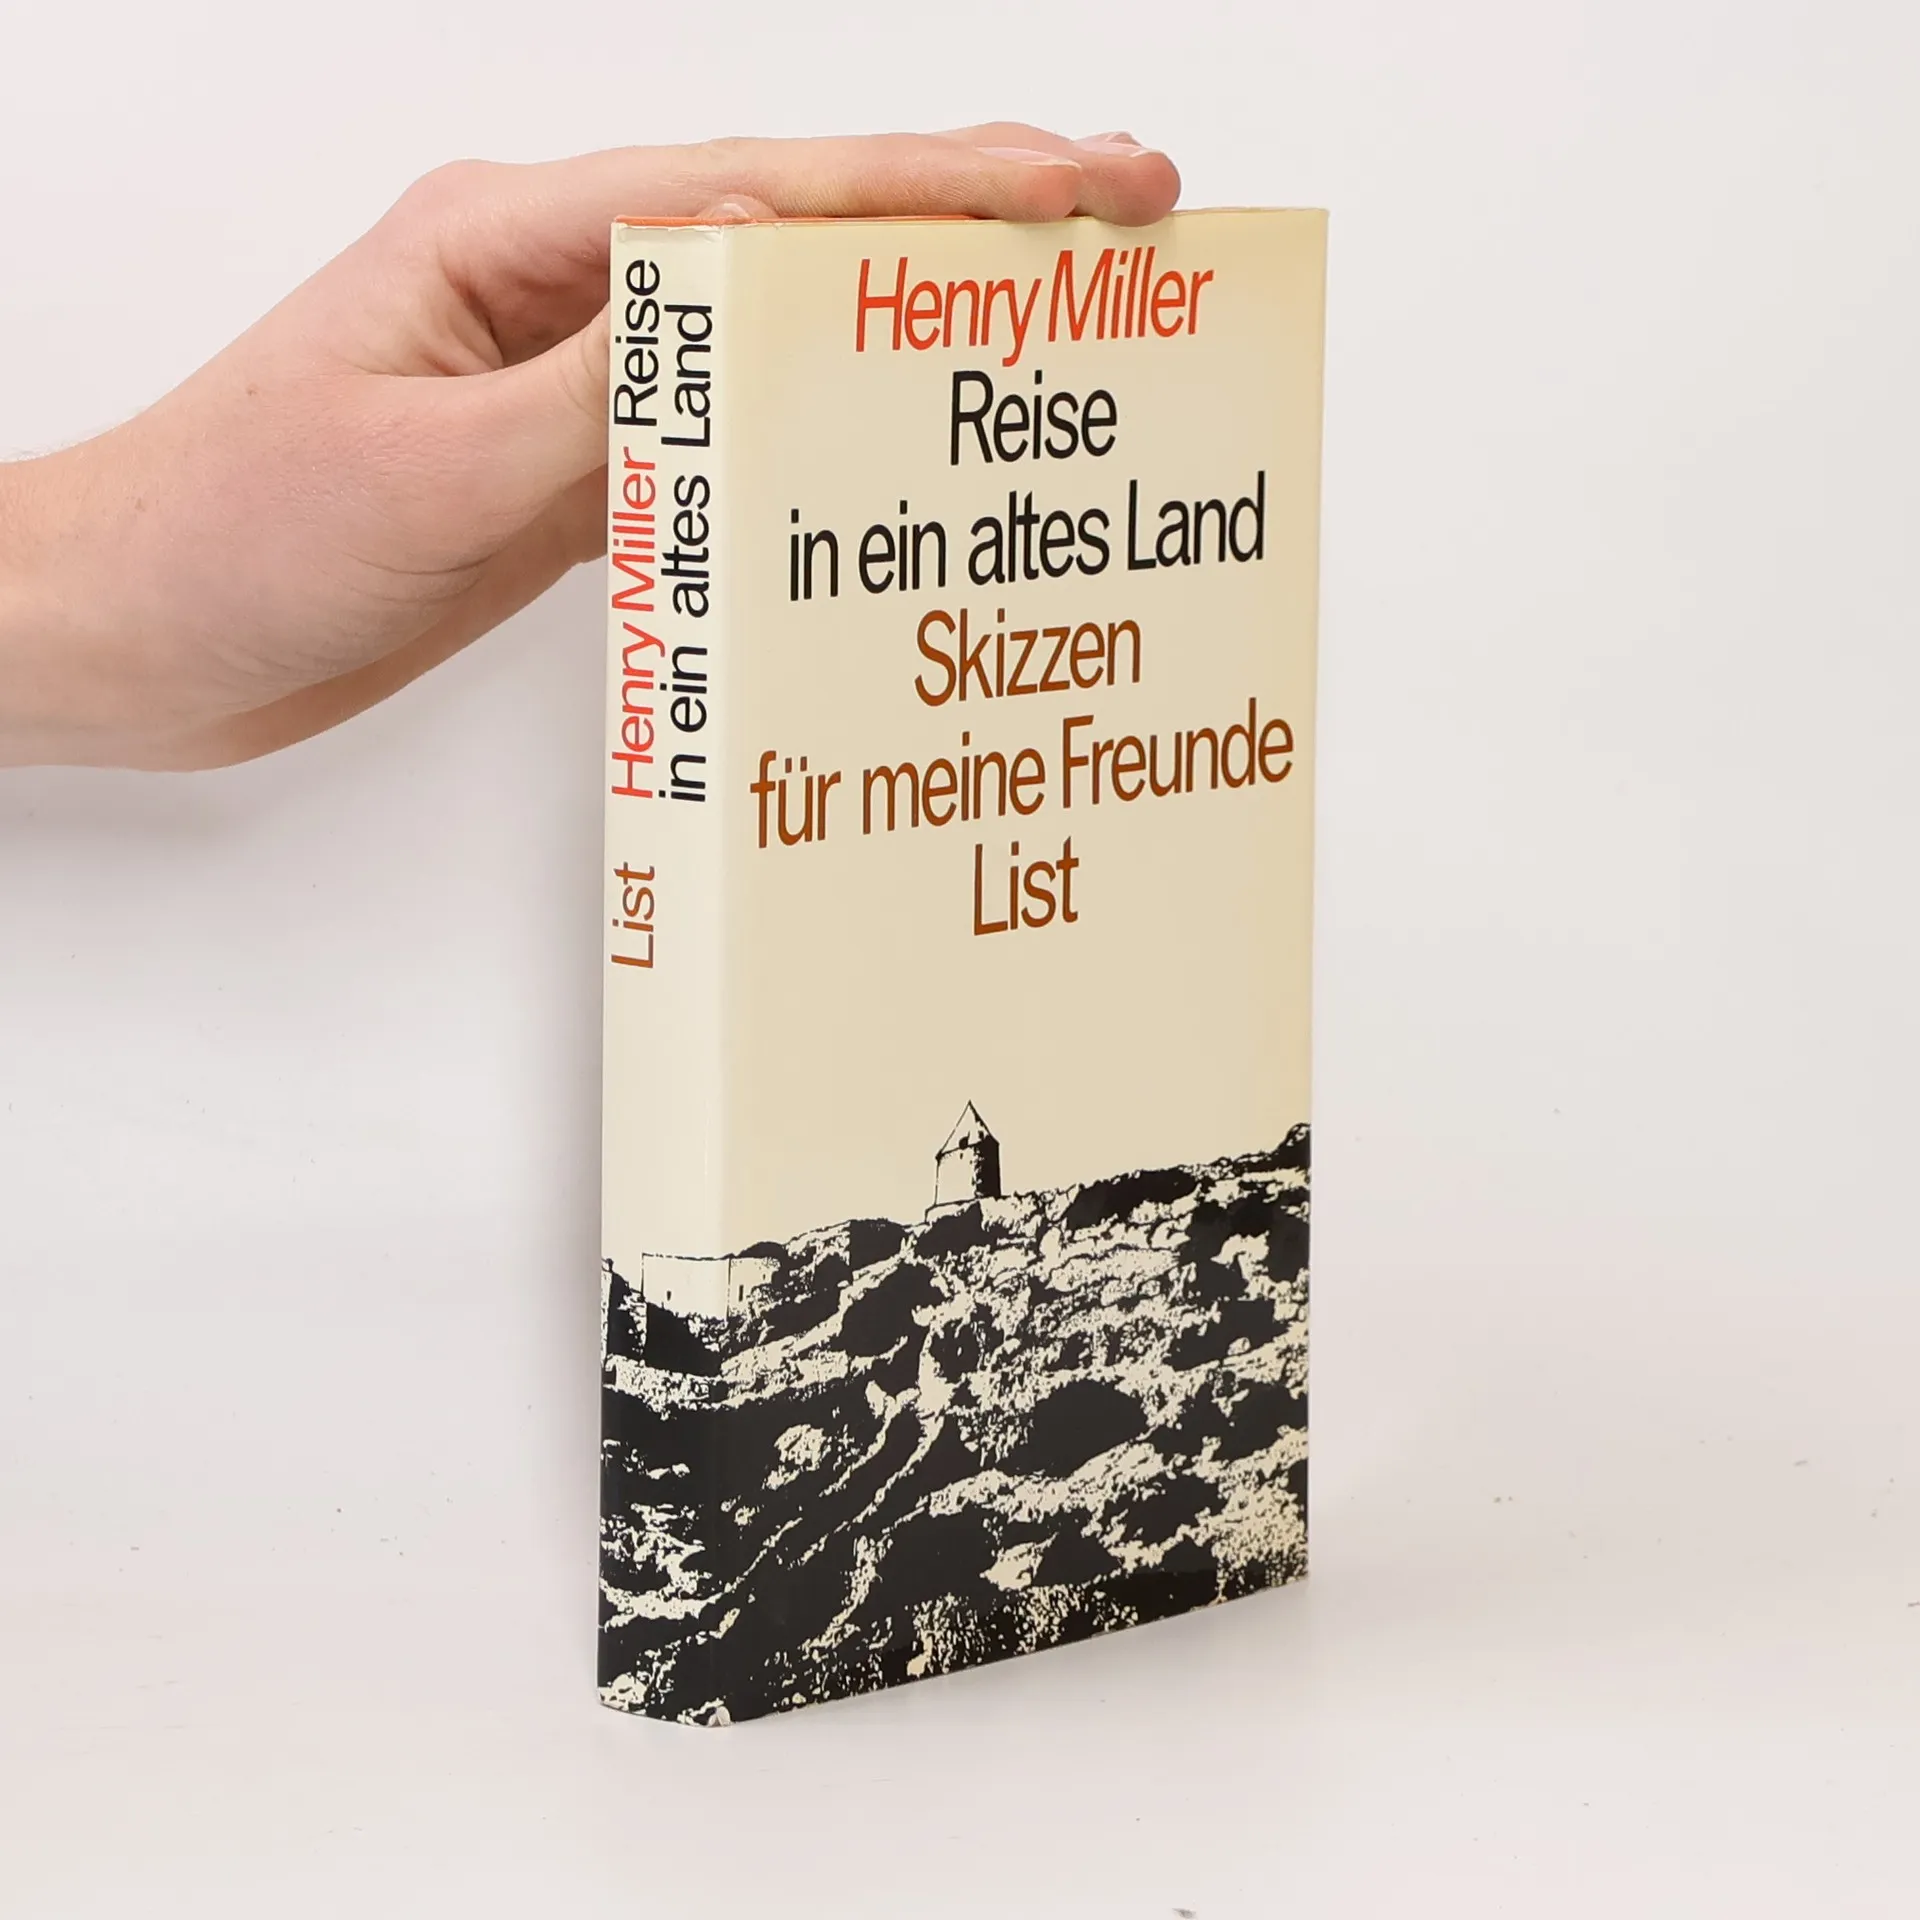 Henry Miller Reise
in ein altes Land
List
Henry Miller
Reise
in ein altes Land
Skizzen
für meine Freunde
List